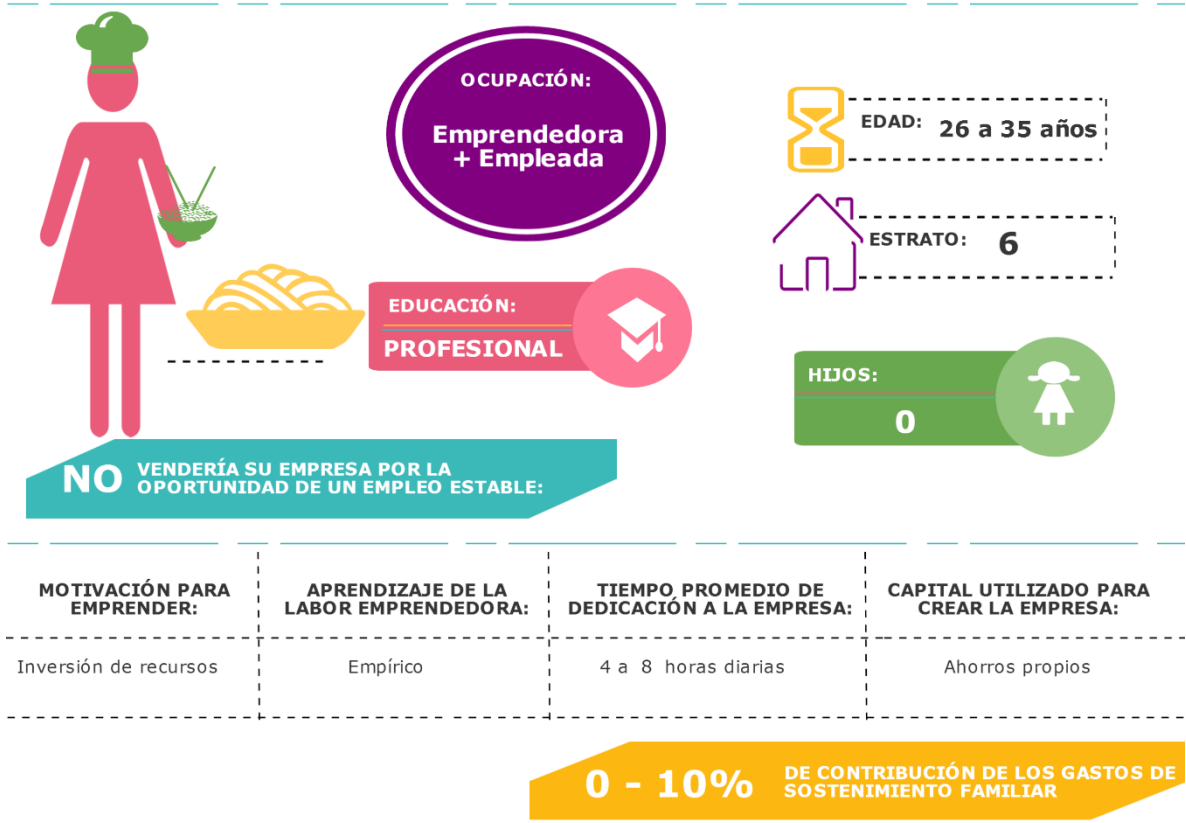 OCUPACIÓN:
Emprendedora
+ Empleada
EDAD: 26 a 35 años
ESTRATO: 6
EDUCACIÓN:
PROFESIONAL
HIJOS:
0
NO VENDERÍA SU EMPRESA POR LA
OPORTUNIDAD DE UN EMPLEO ESTABLE:
MOTIVACIÓN PARA
EMPRENDER:
APRENDIZAJE DE LA
LABOR EMPRENDEDORA:
TIEMPO PROMEDIO DE
DEDICACIÓN A LA EMPRESA:
CAPITAL UTILIZADO PARA
CREAR LA EMPRESA:
Inversión de recursos
Empírico
4 a 8 horas diarias
Ahorros propios
0 - 10% DE CONTRIBUCIÓN DE LOS GASTOS DE
SOSTENIMIENTO FAMILIAR